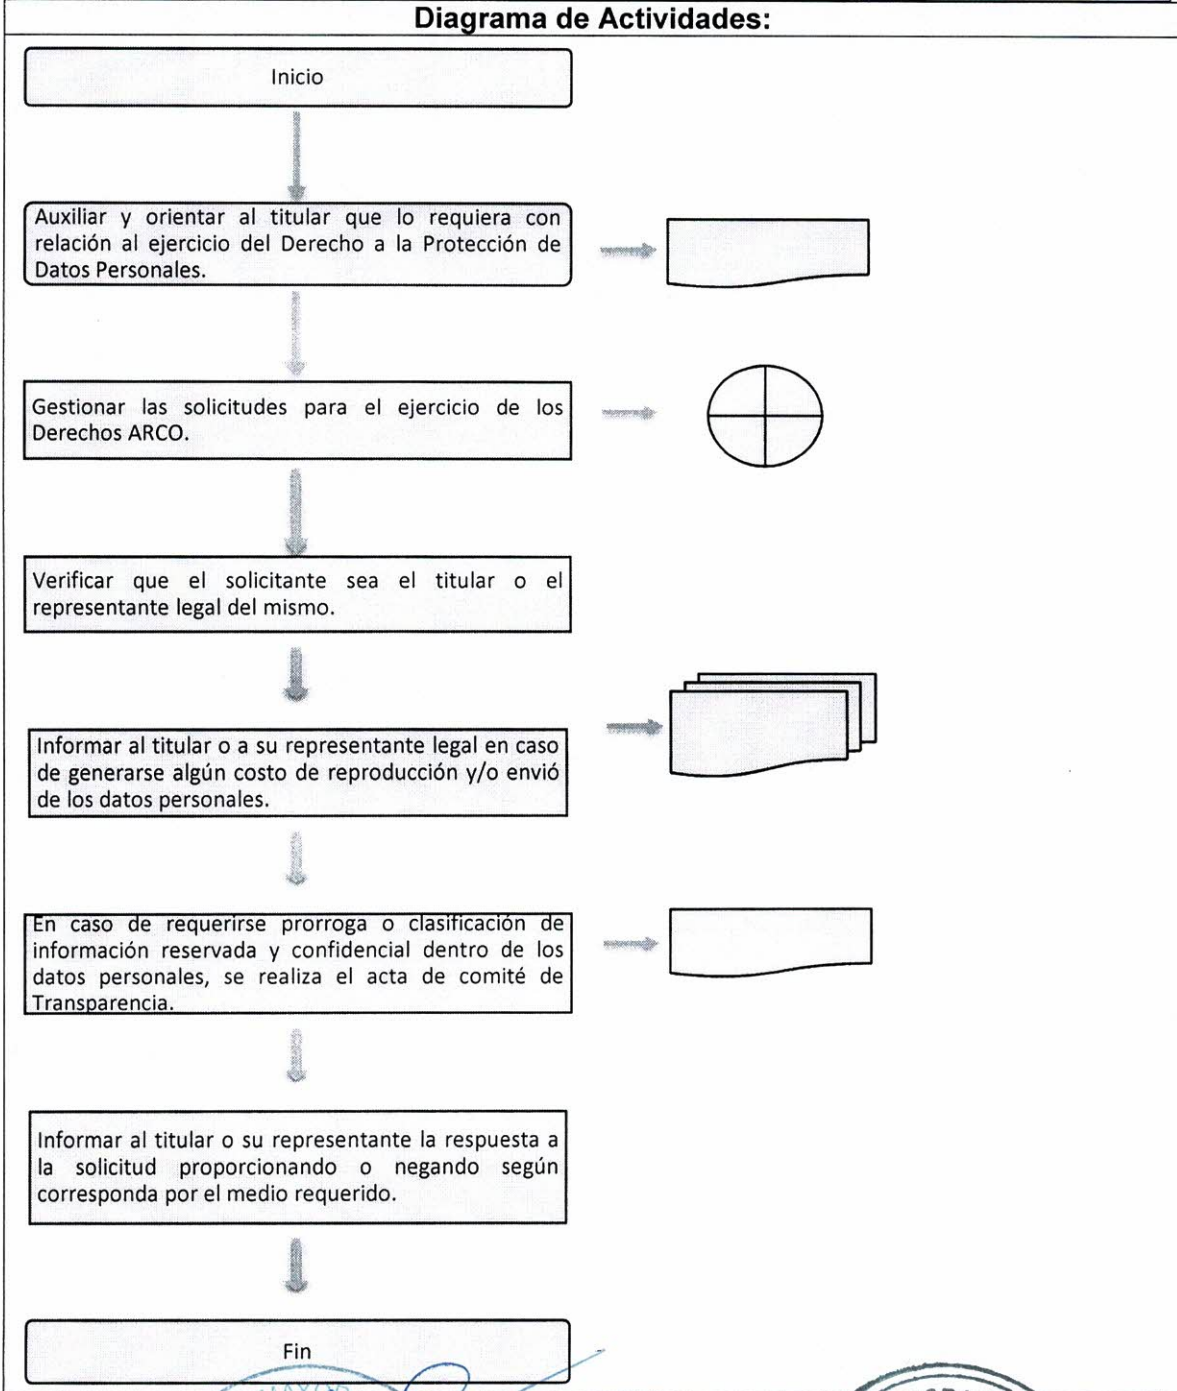 Diagrama de Actividades:
Inicio
Auxiliar y orientar al titular que lo requiera con
relación al ejercicio del Derecho a la Protección de
Datos Personales.
Gestionar las solicitudes para el ejercicio de los
Derechos ARCO.
Verificar que el solicitante sea el titular o el
representante legal del mismo.
Informar al titular o a su representante legal en caso
de generarse algún costo de reproducción y/o envió
de los datos personales.
En caso de requerirse prorroga o clasificación de
información reservada y confidencial dentro de los
datos personales, se realiza el acta de comité de
Transparencia.
Informar al titular o su representante la respuesta a
la solicitud proporcionando o negando según
corresponda por el medio requerido.
Fin